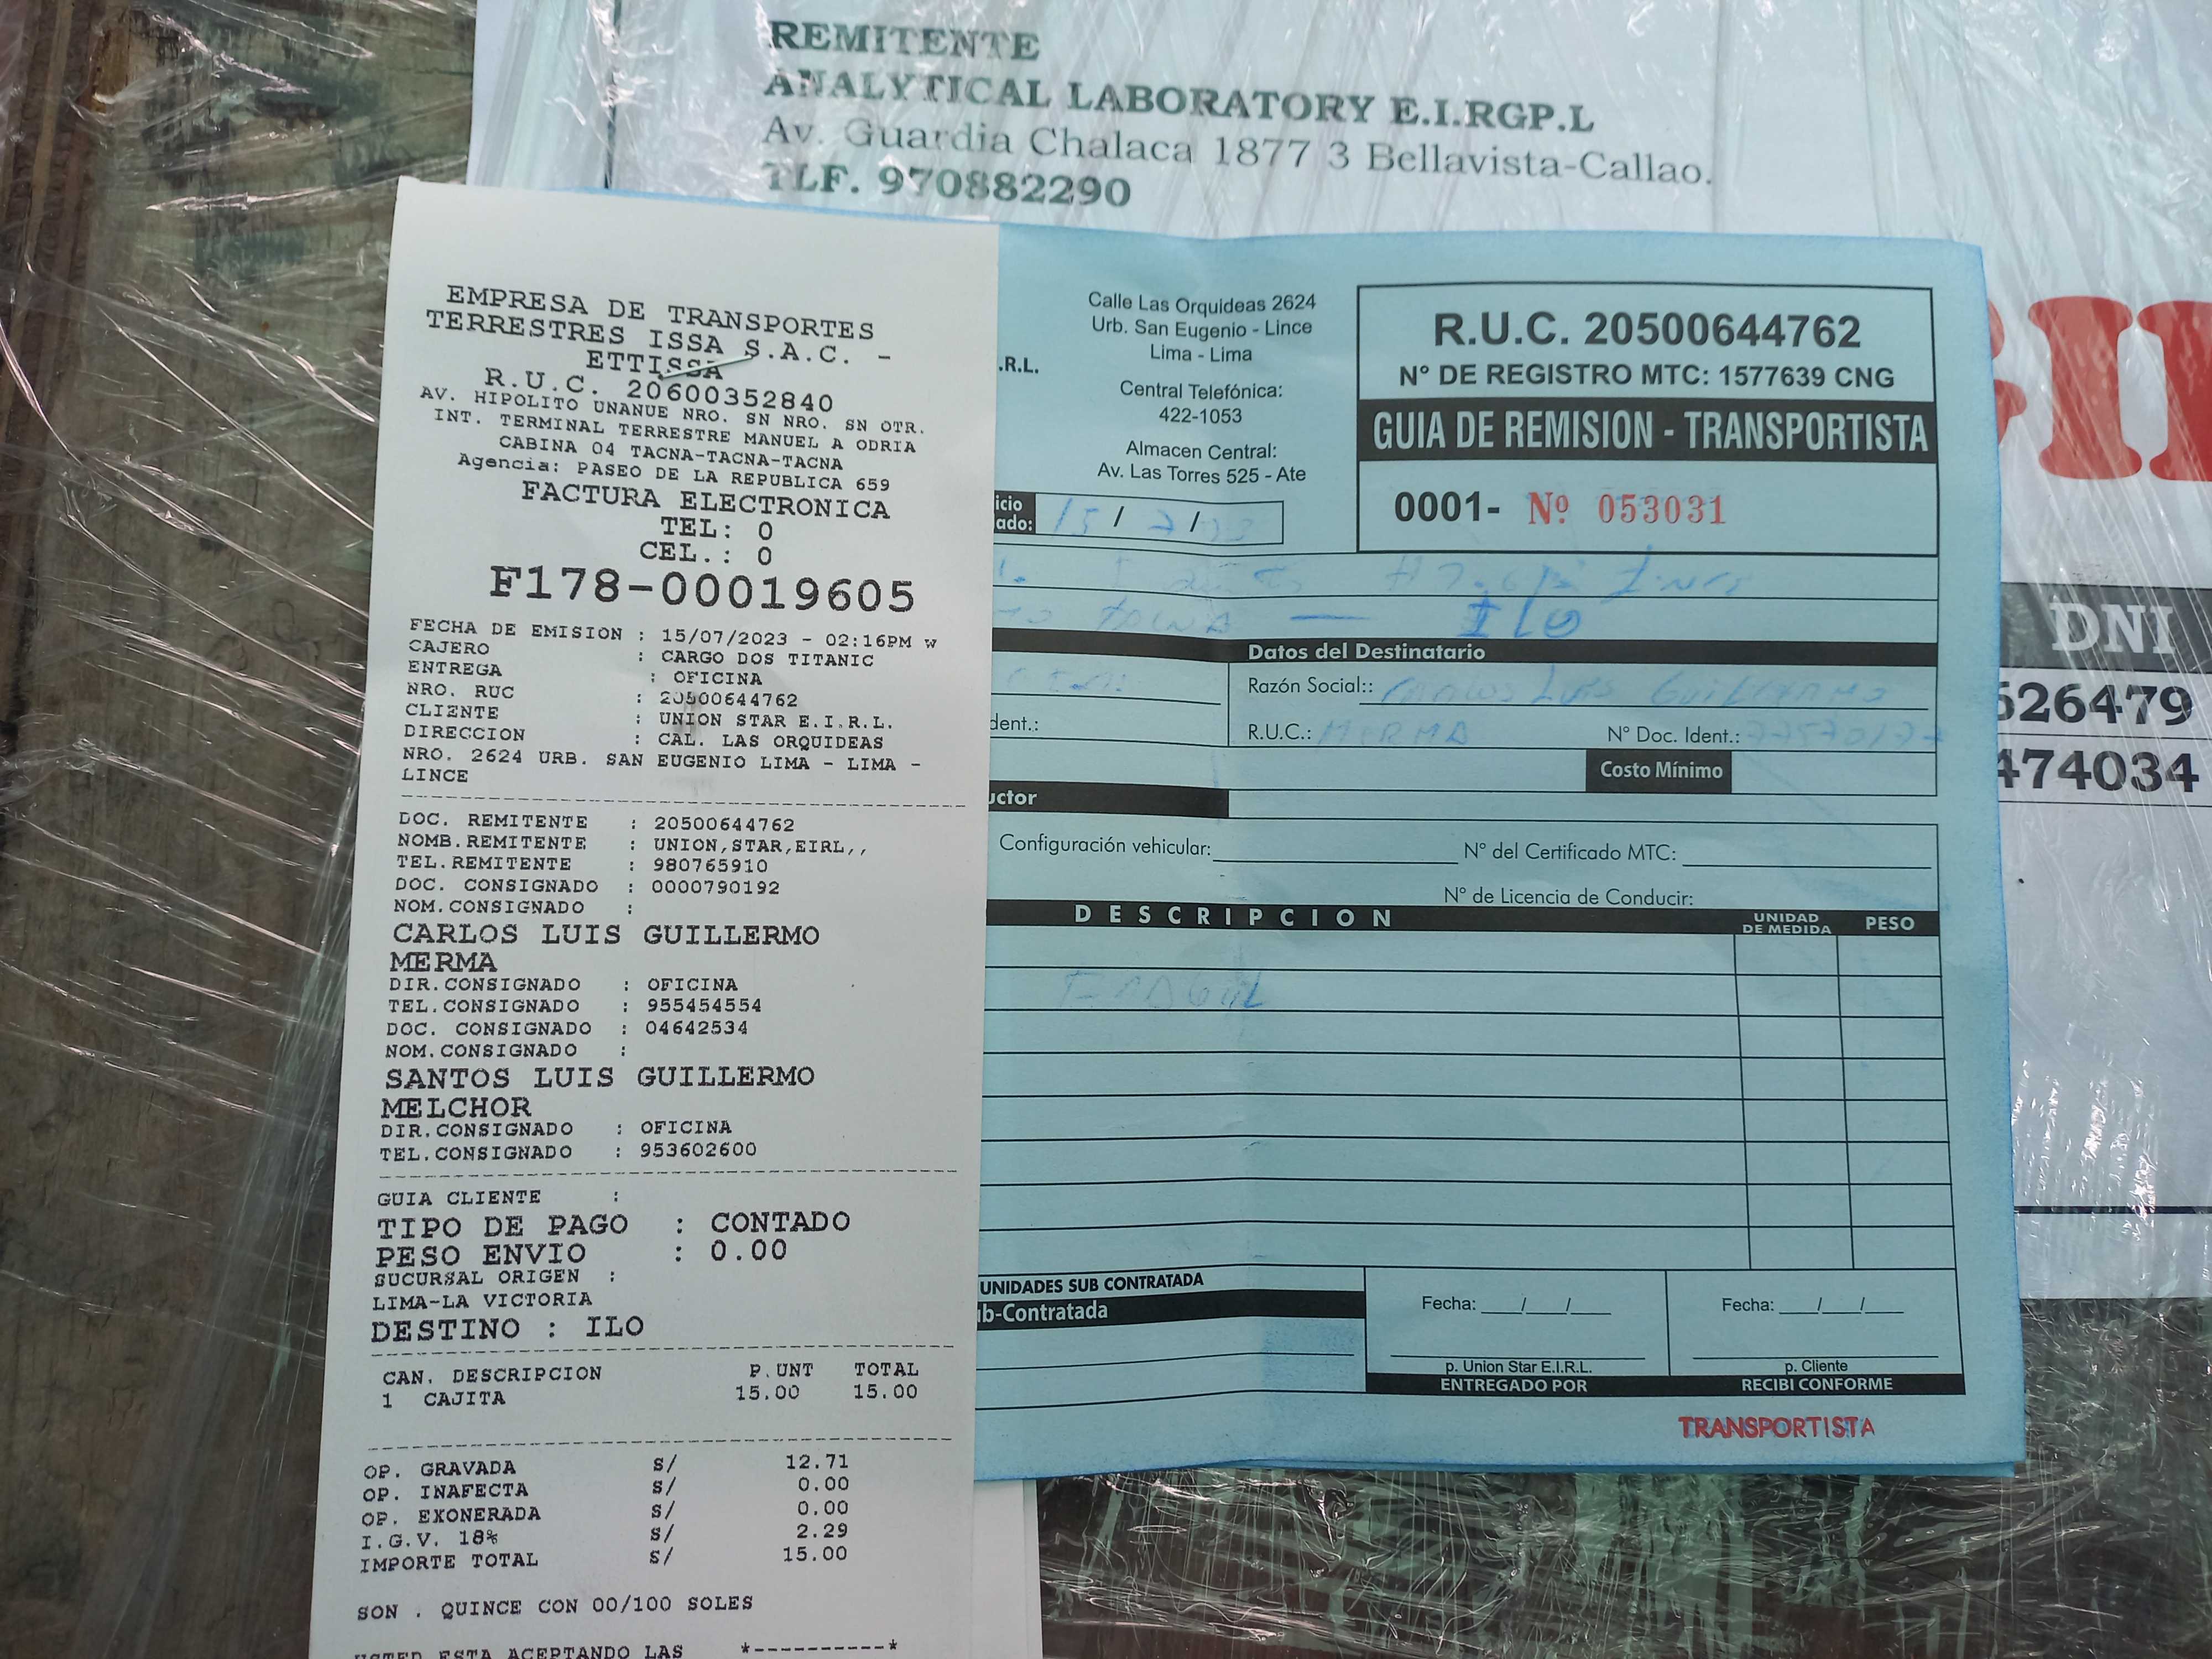 REMITENTE
ANALYTICAL LABORATORY E.I.RGP.L
Av. Guardia Chalaca 1877 3 Bellavista-Callao.
TLF. 970882290
EMPRESA DE TRANSPORTES
TERRESTRES ISSA S.A.C. -
ETTISSA
R.U.C. 20600352840
AV. HIPOLITO UNANUE NRO. SN NRO. SN OTR.
INT. TERMINAL TERRESTRE MANUEL A ODRIA
CABINA 04 TACNA-TACNA-TACNA
Agencia: PASEO DE LA REPUBLICA 659
FACTURA ELECTRONICA
TEL: 0
CEL.: 0
F178-00019605
FECHA DE EMISION : 15/07/2023 - 02:16PM w
CAJERO : CARGO DOS TITANIC
ENTREGA : OFICINA
NRO. RUC : 20500644762
CLIENTE : UNION STAR E.I.R.L.
DIRECCION : CAL. LAS ORQUIDEAS
NRO. 2624 URB. SAN EUGENIO LIMA - LIMA -
LINCE
DOC. REMITENTE : 20500644762
NOMB.REMITENTE : UNION,STAR,EIRL,,
TEL.REMITENTE : 980765910
DOC. CONSIGNADO : 0000790192
NOM.CONSIGNADO :
CARLOS LUIS GUILLERMO
MERMA
DIR.CONSIGNADO : OFICINA
TEL.CONSIGNADO : 955454554
DOC. CONSIGNADO : 04642534
NOM.CONSIGNADO :
SANTOS LUIS GUILLERMO
MELCHOR
DIR.CONSIGNADO : OFICINA
TEL.CONSIGNADO : 953602600
GUIA CLIENTE :
TIPO DE PAGO : CONTADO
PESO ENVIO : 0.00
SUCURSAL ORIGEN :
LIMA-LA VICTORIA
DESTINO : ILO
CAN. DESCRIPCION P.UNT TOTAL
1 CAJITA 15.00 15.00
OP. GRAVADA S/ 12.71
OP. INAFECTA S/ 0.00
OP. EXONERADA S/ 0.00
I.G.V. 18% S/ 2.29
IMPORTE TOTAL S/ 15.00
SON . QUINCE CON 00/100 SOLES
USTED ESTA ACEPTANDO LAS *----------*
.R.L.
Calle Las Orquideas 2624
Urb. San Eugenio - Lince
Lima - Lima
Central Telefónica:
422-1053
Almacen Central:
Av. Las Torres 525 - Ate
R.U.C. 20500644762
N° DE REGISTRO MTC: 1577639 CNG
GUIA DE REMISION - TRANSPORTISTA
0001- Nº 053031
icio
ado: 15/
ILO
Datos del Destinatario
Razón Social:: CARLOS LUIS GUILLERMO
dent.:
R.U.C.: MERMA N° Doc. Ident.:
Costo Mínimo
uctor
Configuración vehicular: N° del Certificado MTC:
N° de Licencia de Conducir:
DESCRIPCION UNIDAD DE MEDIDA PESO
FRAGIL
UNIDADES SUB CONTRATADA
b-Contratada
Fecha: / / Fecha: / /
p. Union Star E.I.R.L. p. Cliente
ENTREGADO POR RECIBI CONFORME
TRANSPORTISTA
DNI
526479
474034